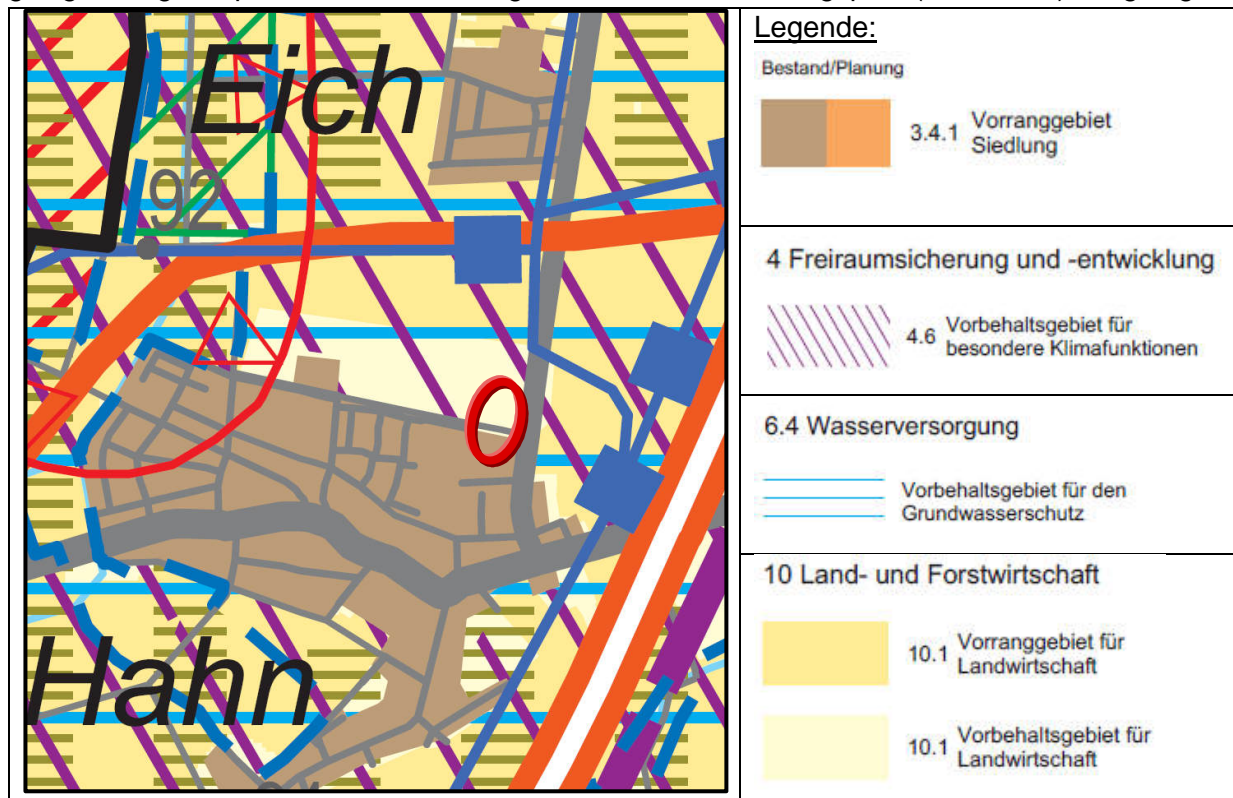 Eich
92
Hahn
Legende:
Bestand/Planung
3.4.1 Vorranggebiet
Siedlung
4 Freiraumsicherung und -entwicklung
4.6 Vorbehaltsgebiet für
besondere Klimafunktionen
6.4 Wasserversorgung
Vorbehaltsgebiet für den
Grundwasserschutz
10 Land- und Forstwirtschaft
10.1 Vorranggebiet für
Landwirtschaft
10.1 Vorbehaltsgebiet für
Landwirtschaft